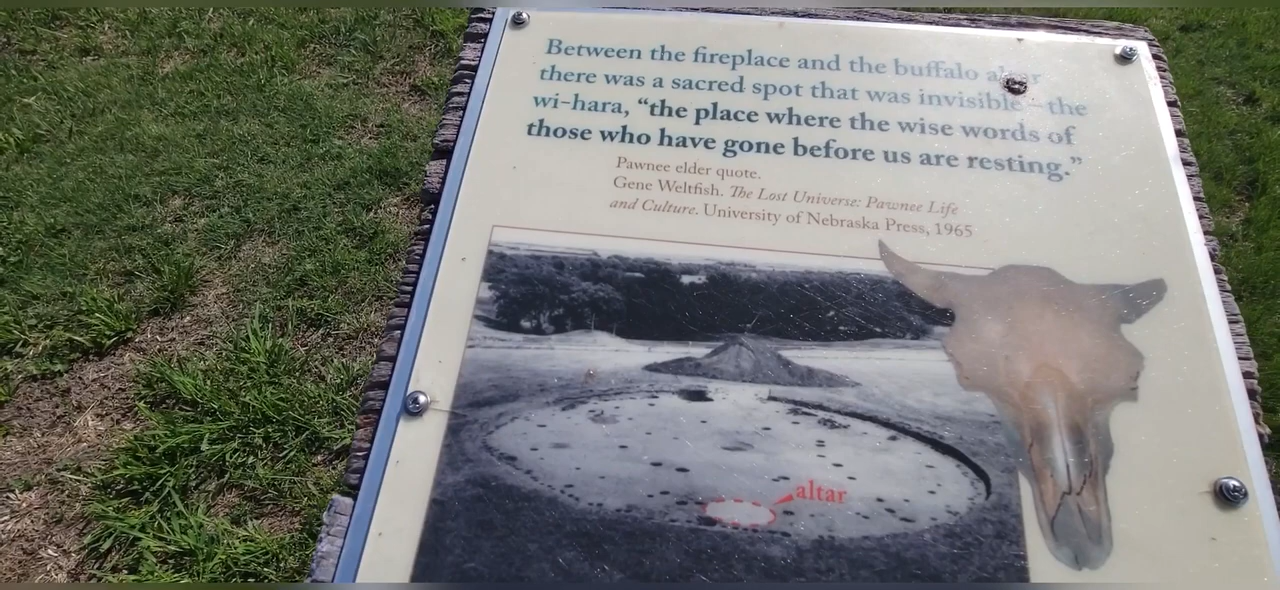 Between the fireplace and the buffalo altar
there was a sacred spot that was invisible—the
wi-hara, “the place where the wise words of
those who have gone before us are resting.”
Pawnee elder quote.
Gene Weltfish. The Lost Universe: Pawnee Life
and Culture. University of Nebraska Press, 1965
altar